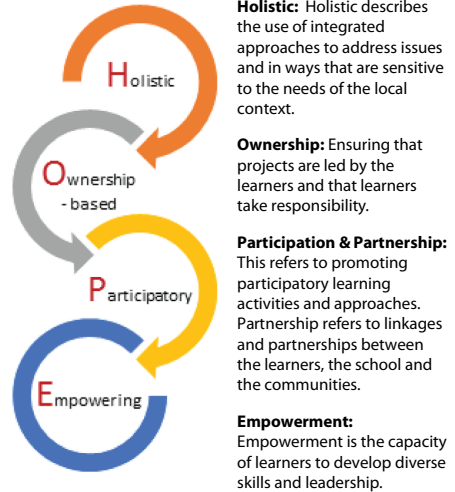 Holistic
Ownership
- based
Participatory
Empowering
Holistic: Holistic describes
the use of integrated
approaches to address issues
and in ways that are sensitive
to the needs of the local
context.
Ownership: Ensuring that
projects are led by the
learners and that learners
take responsibility.
Participation & Partnership:
This refers to promoting
participatory learning
activities and approaches.
Partnership refers to linkages
and partnerships between
the learners, the school and
the communities.
Empowerment:
Empowerment is the capacity
of learners to develop diverse
skills and leadership.